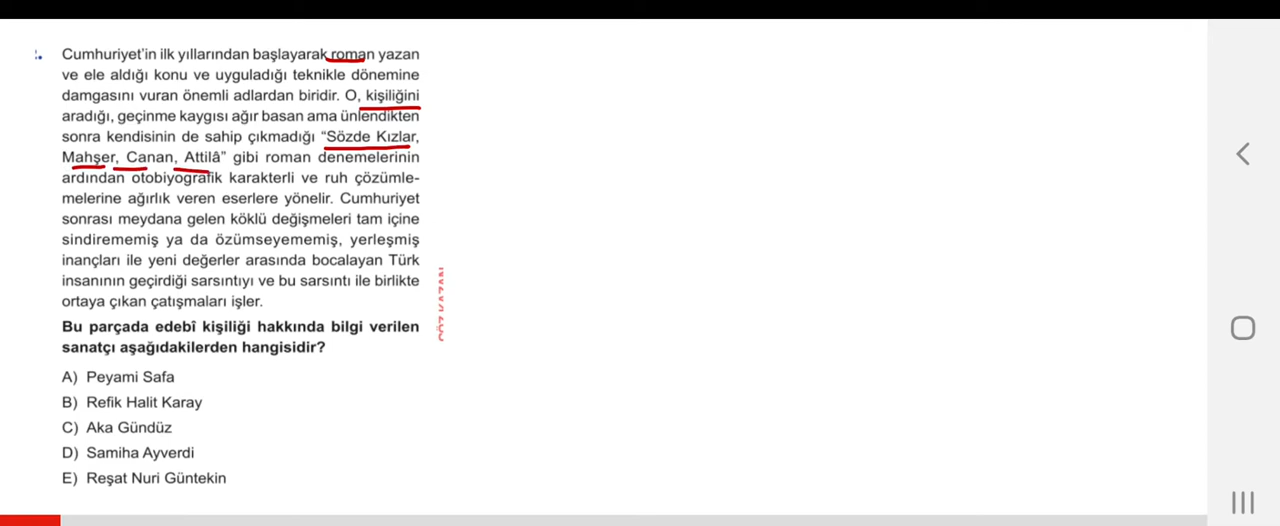 Cumhuriyet'in ilk yıllarından başlayarak roman yazan
ve ele aldığı konu ve uyguladığı teknikle dönemine
damgasını vuran önemli adlardan biridir. O, kişiliğini
aradığı, geçinme kaygısı ağır basan ama ünlendikten
sonra kendisinin de sahip çıkmadığı "Sözde Kızlar,
Mahşer, Canan, Attilâ" gibi roman denemelerinin
ardından otobiyografik karakterli ve ruh çözümle-
melerine ağırlık veren eserlere yönelir. Cumhuriyet
sonrası meydana gelen köklü değişmeleri tam içine
sindirememiş ya da özümseyememiş, yerleşmiş
inançları ile yeni değerler arasında bocalayan Türk
insanının geçirdiği sarsıntıyı ve bu sarsıntı ile birlikte
ortaya çıkan çatışmaları işler.
Bu parçada edebî kişiliği hakkında bilgi verilen
sanatçı aşağıdakilerden hangisidir?
A) Peyami Safa
B) Refik Halit Karay
C) Aka Gündüz
D) Samiha Ayverdi
E) Reşat Nuri Güntekin